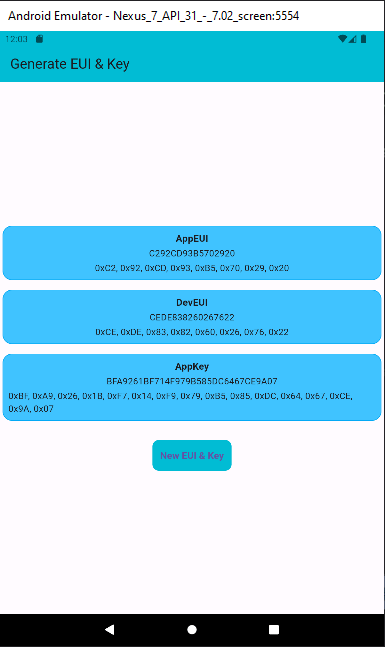 Android Emulator - Nexus_7_API_31_-_7.02_screen:5554
12:03
Generate EUI & Key
AppEUI
C292CD93B5702920
0xC2, 0x92, 0xCD, 0x93, 0xB5, 0x70, 0x29, 0x20
DevEUI
CEDE838260267622
0xCE, 0xDE, 0x83, 0x82, 0x60, 0x26, 0x76, 0x22
AppKey
BFA9261BF714F979B585DC6467CE9A07
0xBF, 0xA9, 0x26, 0x1B, 0xF7, 0x14, 0xF9, 0x79, 0xB5, 0x85, 0xDC, 0x64, 0x67, 0xCE,
0x9A, 0x07
New EUI & Key